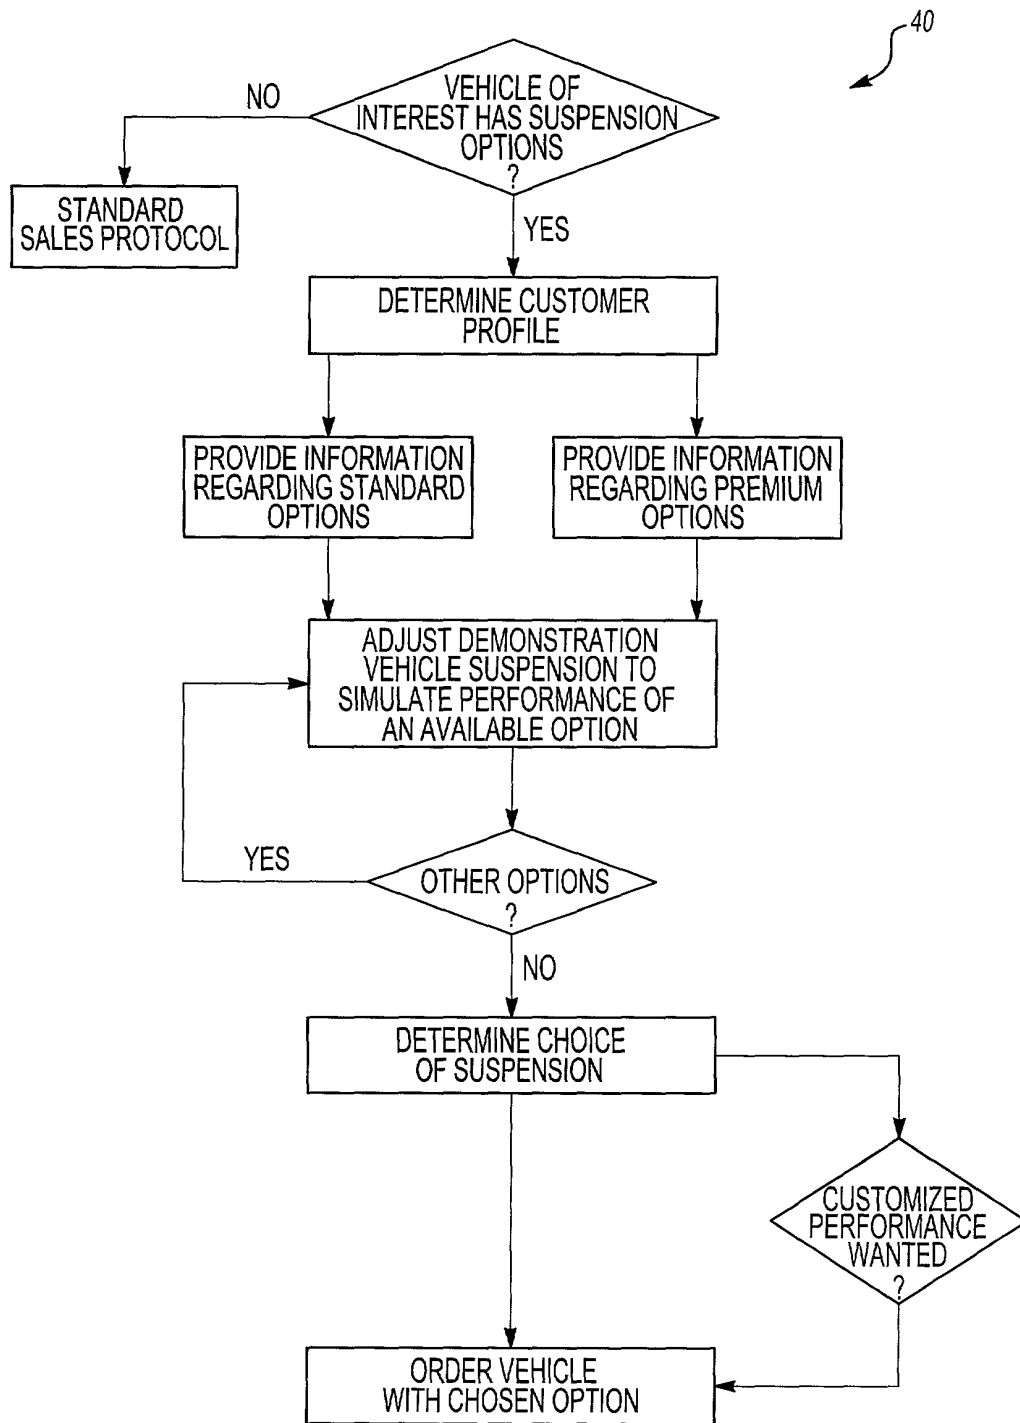 40
VEHICLE OF
INTEREST HAS SUSPENSION
OPTIONS
?
NO
YES
STANDARD
SALES PROTOCOL
DETERMINE CUSTOMER
PROFILE
PROVIDE INFORMATION
REGARDING STANDARD
OPTIONS
PROVIDE INFORMATION
REGARDING PREMIUM
OPTIONS
ADJUST DEMONSTRATION
VEHICLE SUSPENSION TO
SIMULATE PERFORMANCE OF
AN AVAILABLE OPTION
YES
OTHER OPTIONS
?
NO
DETERMINE CHOICE
OF SUSPENSION
CUSTOMIZED
PERFORMANCE
WANTED
?
ORDER VEHICLE
WITH CHOSEN OPTION